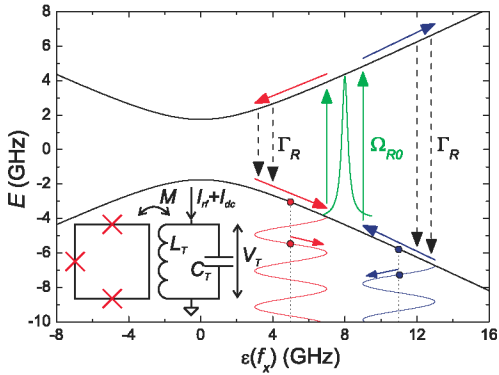 8
6
4
2
0
-2
-4
-6
-8
-10
E (GHz)
Γ_R
Ω_R0
Γ_R
M
I_rf+I_dc
L_T
C_T
V_T
-8
-4
0
4
8
12
16
ε(f_x) (GHz)